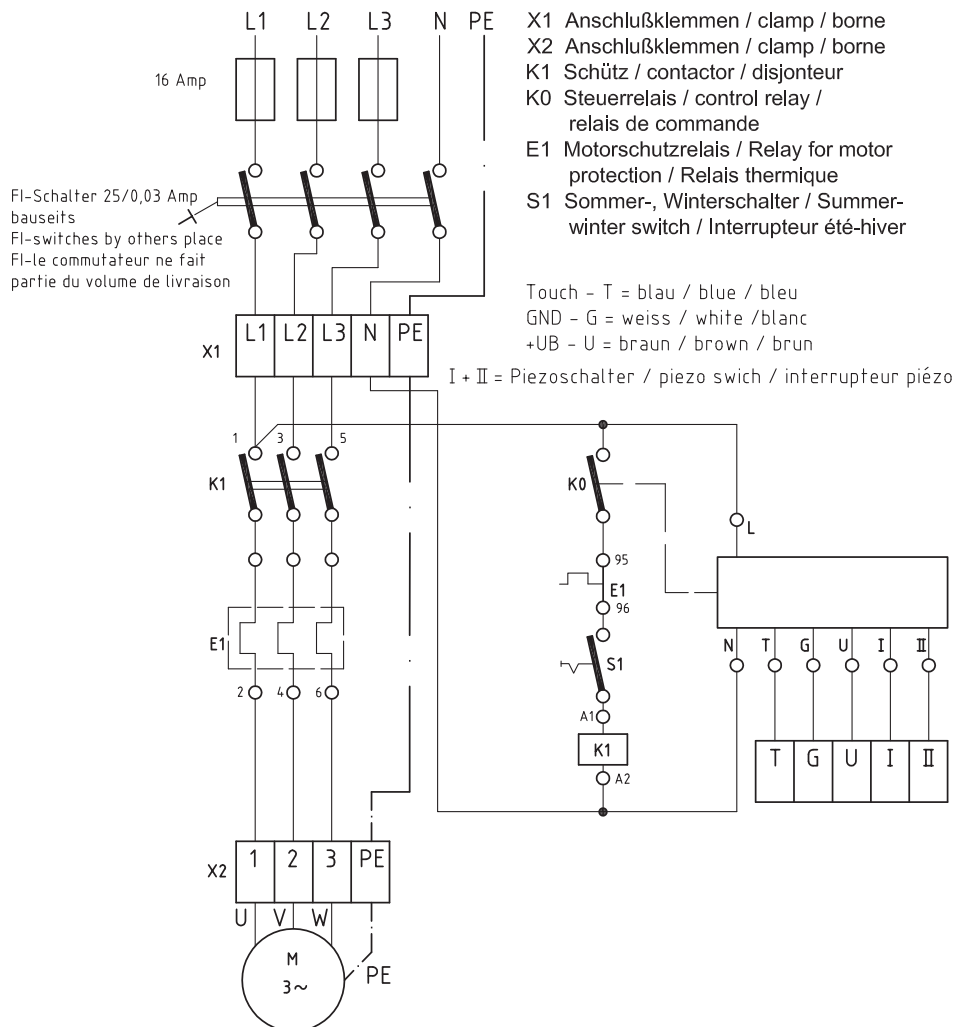 L1 L2 L3 N PE
16 Amp
X1 Anschlußklemmen / clamp / borne
X2 Anschlußklemmen / clamp / borne
K1 Schütz / contactor / disjonteur
K0 Steuerrelais / control relay /
relais de commande
E1 Motorschutzrelais / Relay for motor
protection / Relais thermique
S1 Sommer-, Winterschalter / Summer-
winter switch / Interrupteur été-hiver
FI-Schalter 25/0,03 Amp
bauseits
FI-switches by others place
FI-le commutateur ne fait
partie du volume de livraison
Touch - T = blau / blue / bleu
GND - G = weiss / white /blanc
+UB - U = braun / brown / brun
I + II = Piezoschalter / piezo swich / interrupteur piézo
X1 L1 L2 L3 N PE
1 3 5
K1
K0
L
95
E1
96
E1
N T G U I II
S1
2 4 6
A1
K1
A2
T G U I II
X2 1 2 3 PE
U V W
M
3~
PE